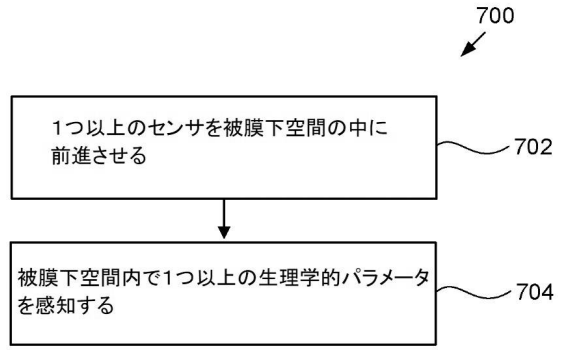 700
1つ以上のセンサを被膜下空間の中に
前進させる
702
被膜下空間内で1つ以上の生理学的パラメータ
を感知する
704